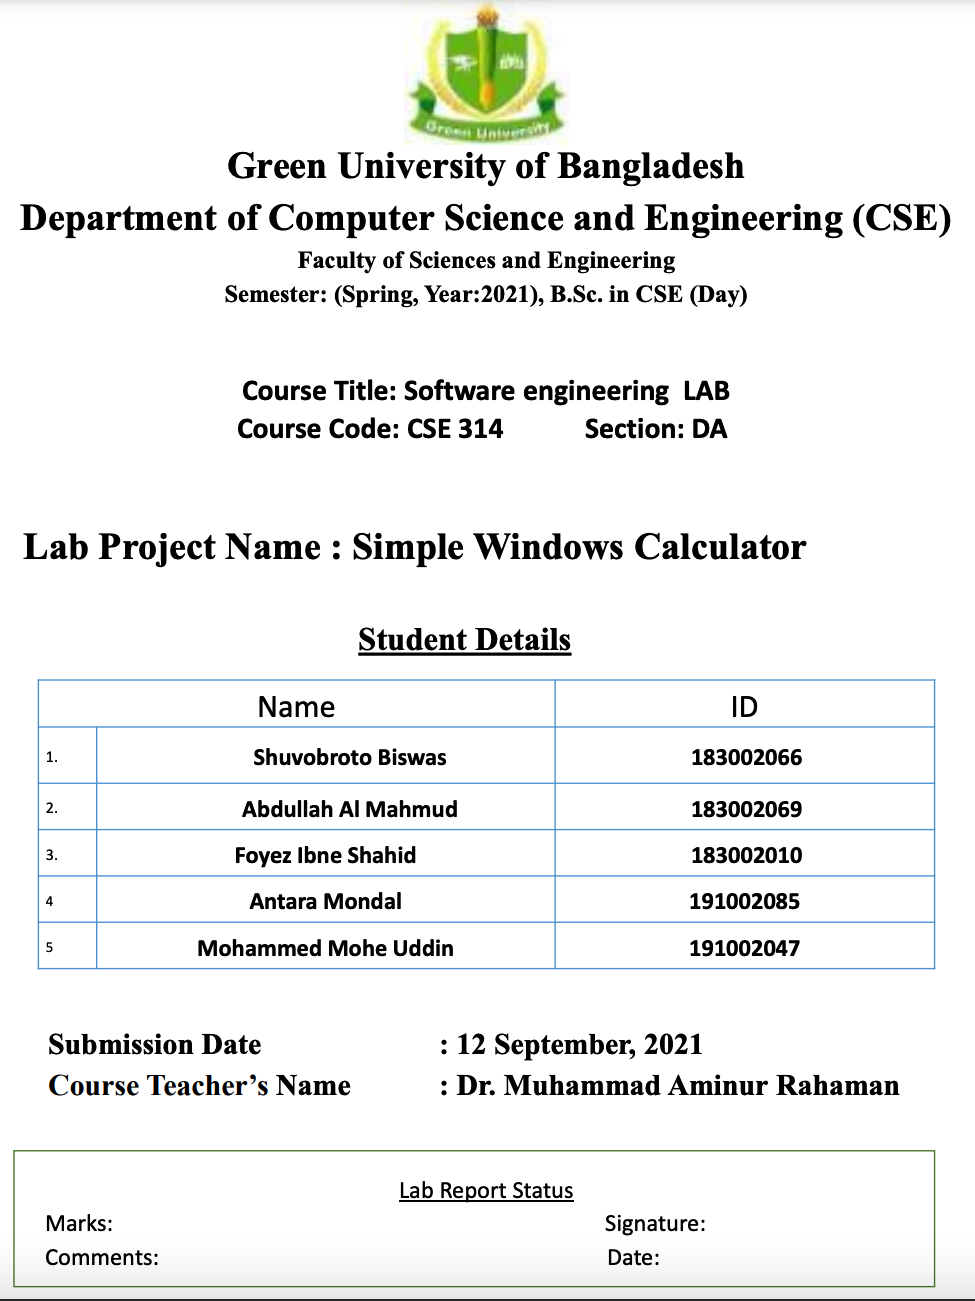 Green University
Green University of Bangladesh
Department of Computer Science and Engineering (CSE)
Faculty of Sciences and Engineering
Semester: (Spring, Year:2021), B.Sc. in CSE (Day)
Course Title: Software engineering LAB
Course Code: CSE 314 Section: DA
Lab Project Name : Simple Windows Calculator
Student Details
Name ID
1. Shuvobroto Biswas 183002066
2. Abdullah Al Mahmud 183002069
3. Foyez Ibne Shahid 183002010
4 Antara Mondal 191002085
5 Mohammed Mohe Uddin 191002047
Submission Date : 12 September, 2021
Course Teacher’s Name : Dr. Muhammad Aminur Rahaman
Lab Report Status
Marks: Signature:
Comments: Date: